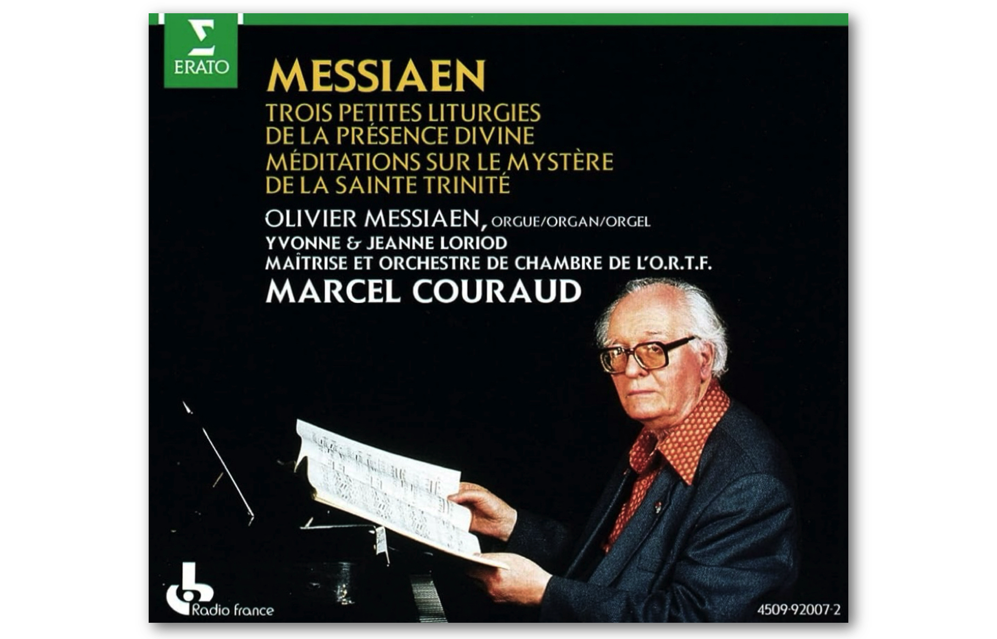 ERATO
MESSIAEN
TROIS PETITES LITURGIES
DE LA PRÉSENCE DIVINE
MÉDITATIONS SUR LE MYSTÈRE
DE LA SAINTE TRINITÉ
OLIVIER MESSIAEN, ORGUE/ORGAN/ORGEL
YVONNE & JEANNE LORIOD
MAÎTRISE ET ORCHESTRE DE CHAMBRE DE L'O.R.T.F.
MARCEL COURAUD
Radio france
4509-92007-2